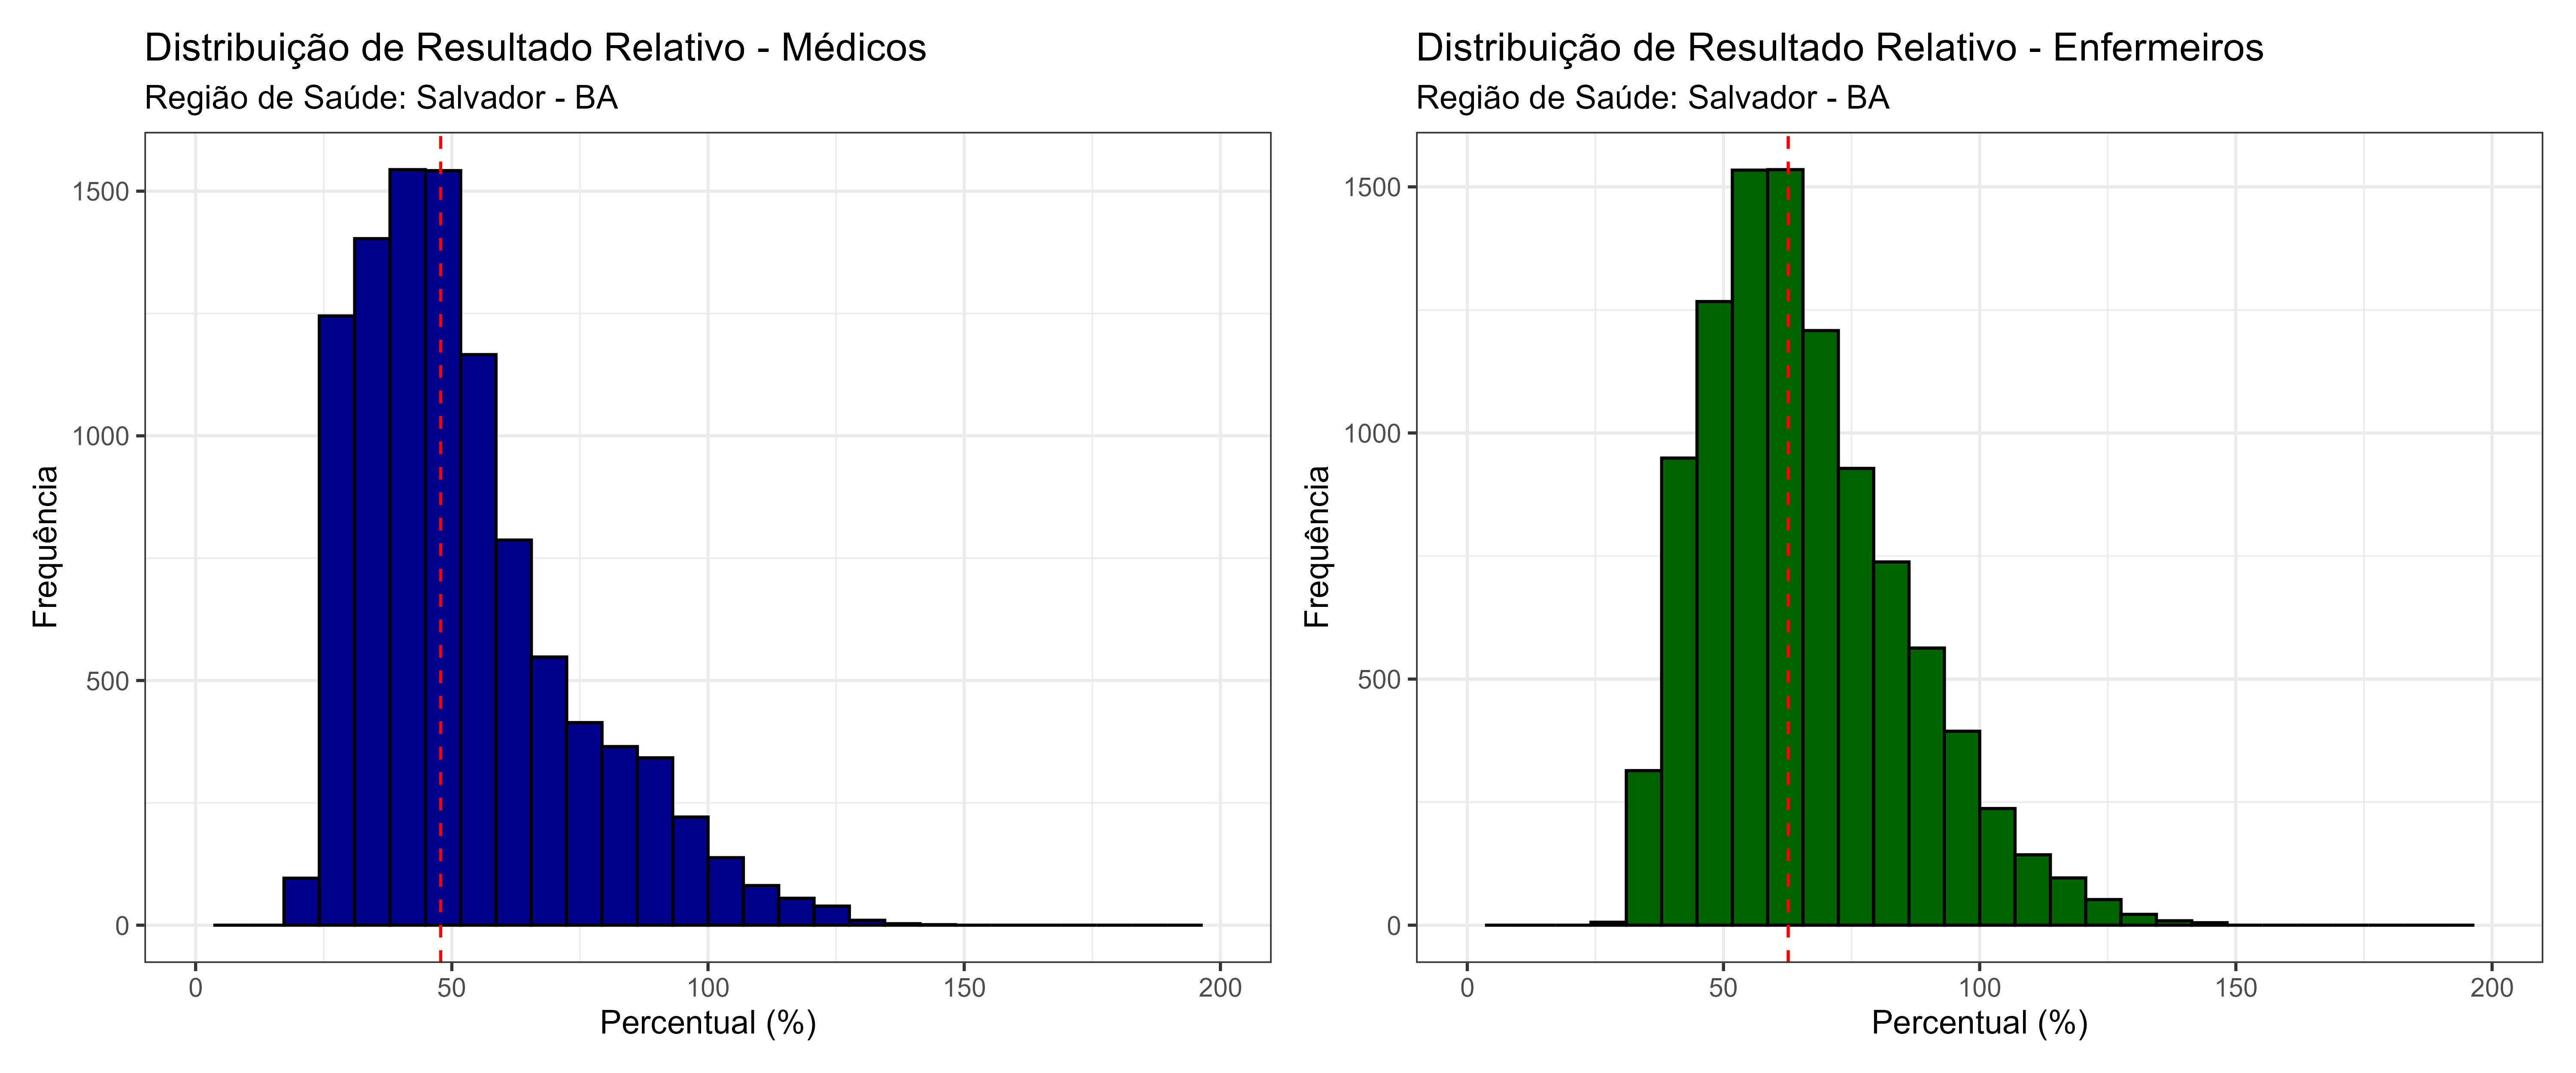 Distribuição de Resultado Relativo - Médicos
Região de Saúde: Salvador - BA
1500
1000
500
0
Frequência
0 50 100 150 200
Percentual (%)
Distribuição de Resultado Relativo - Enfermeiros
Região de Saúde: Salvador - BA
1500
1000
500
0
Frequência
0 50 100 150 200
Percentual (%)